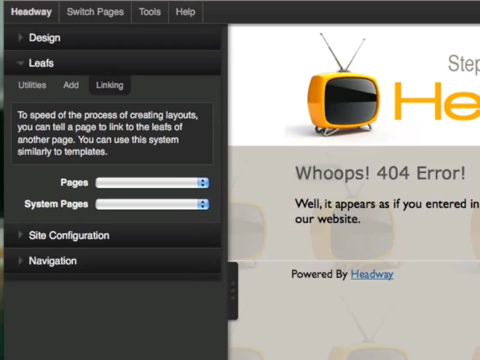 Headway Switch Pages Tools Help
Design
Leafs
Utilities Add Linking
To speed of the process of creating layouts,
you can tell a page to link to the leafs of
another page. You can use this system
similarly to templates.
Pages
System Pages
Site Configuration
Navigation
Step
He
Whoops! 404 Error!
Well, it appears as if you entered in
our website.
Powered By Headway